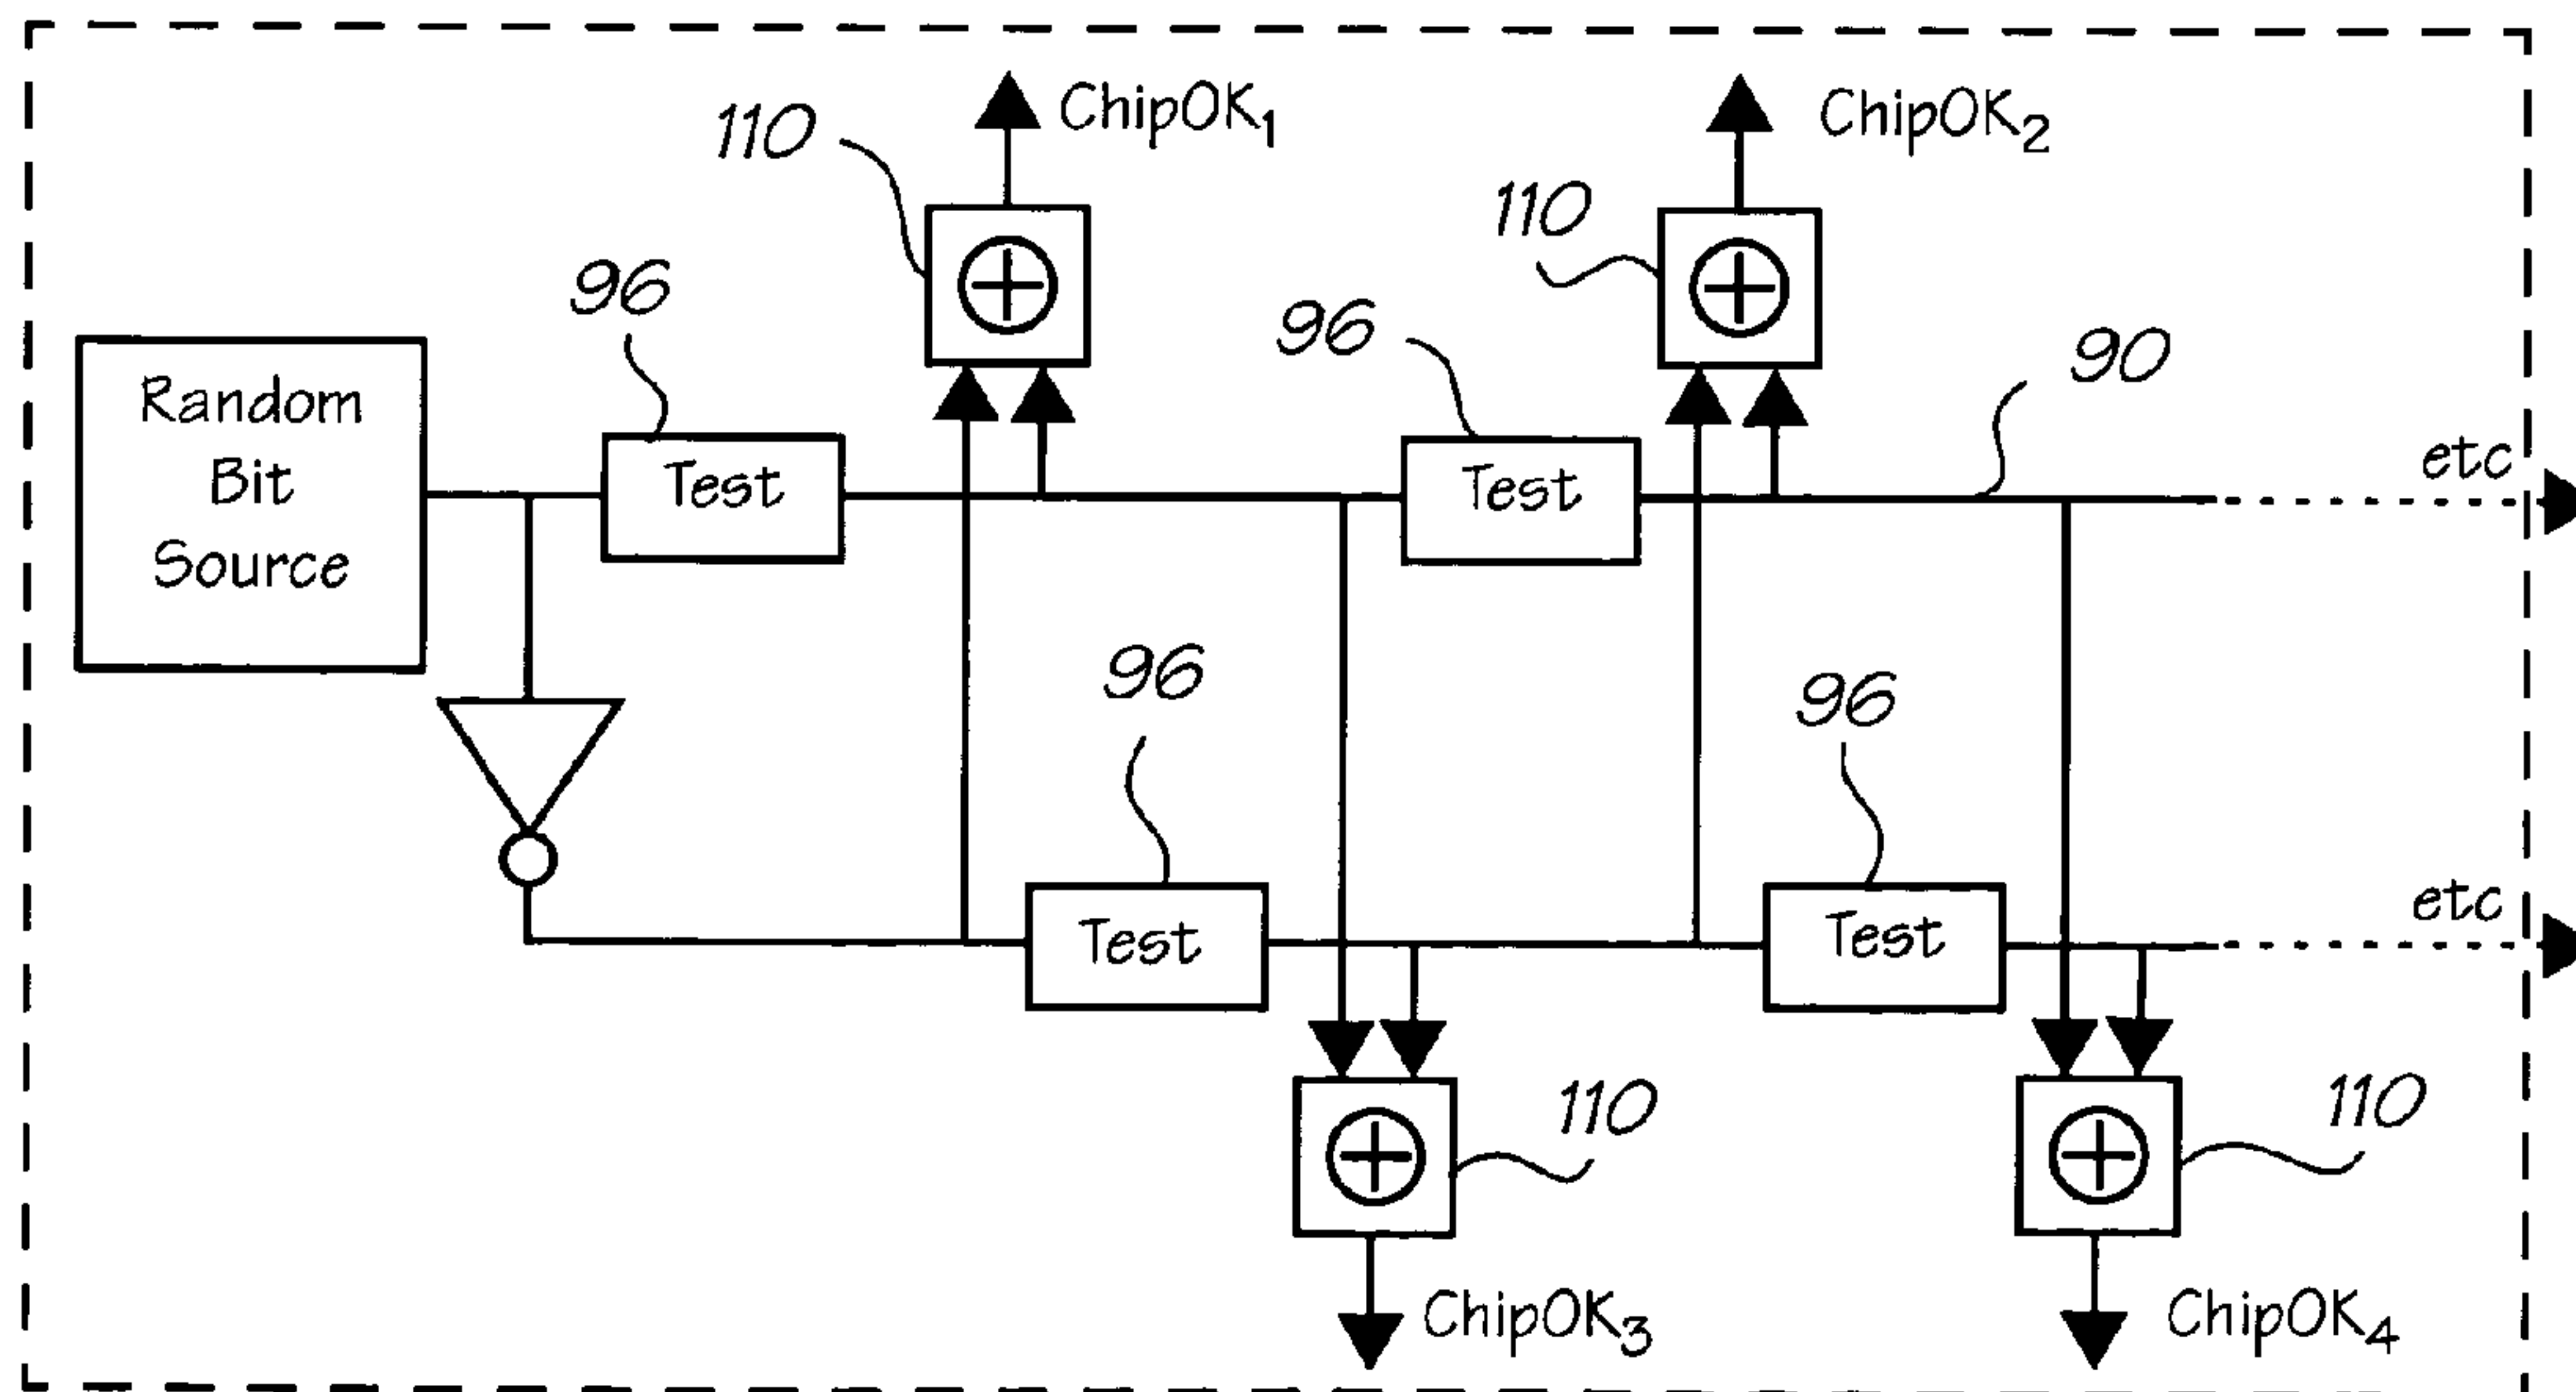 110
ChipOK₁
ChipOK₂
110
96
96
90
Random
Bit
Source
Test
Test
etc
96
96
Test
Test
etc
110
110
ChipOK₃
ChipOK₄